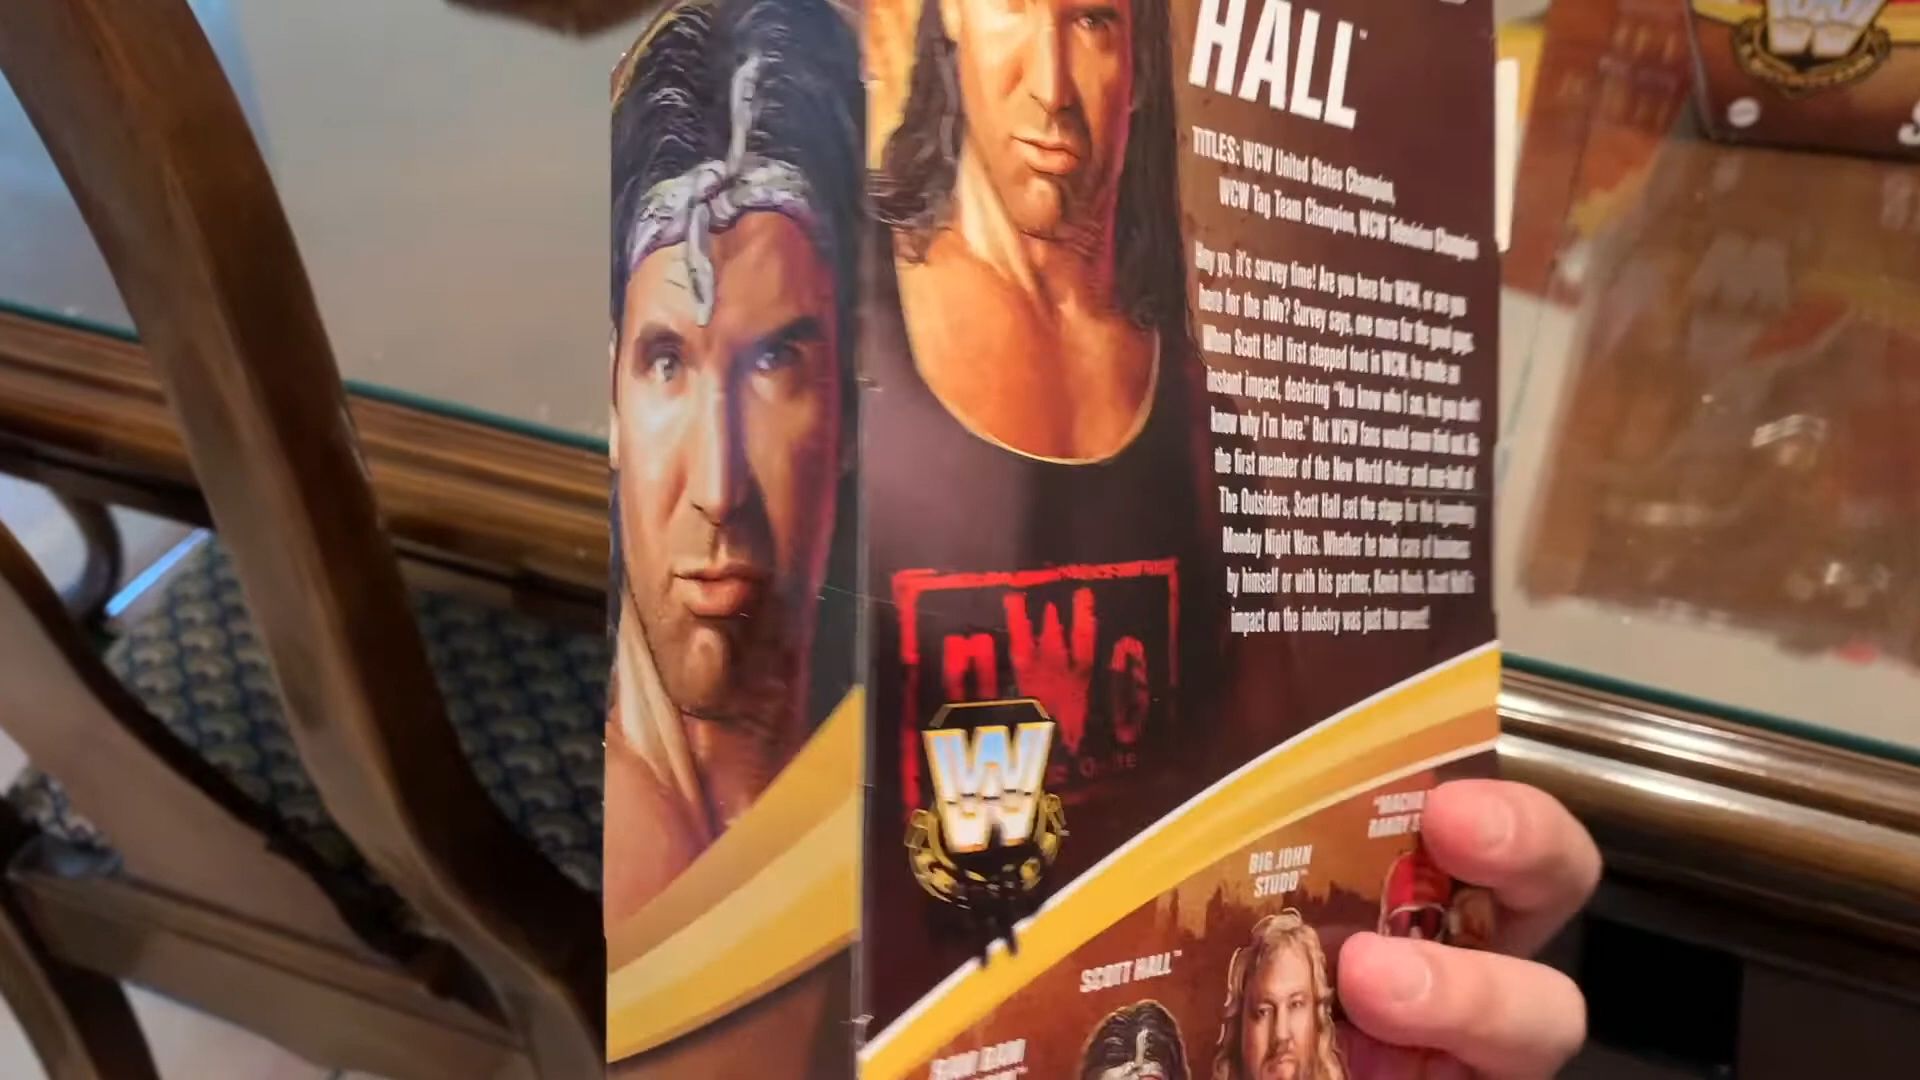 HALL™
TITLES: WCW United States Champion,
WCW Tag Team Champion, WCW Television Champion
Hey yo, it's survey time! Are you here for WCW, or are you
here for the nWo? Survey says, one more for the good guys.
When Scott Hall first stepped foot in WCW, he made an
instant impact, declaring "You know who I am, but you don't
know why I'm here." But WCW fans would soon find out. As
the first member of the New World Order and one-half of
The Outsiders, Scott Hall set the stage for the beginning
Monday Night Wars. Whether he took care of business
by himself or with his partner, Kevin Nash, Scott Hall's
impact on the industry was just too sweet!
nWo
"MACHO
RANDY S
BIG JOHN
STUDD™
SCOTT HALL™